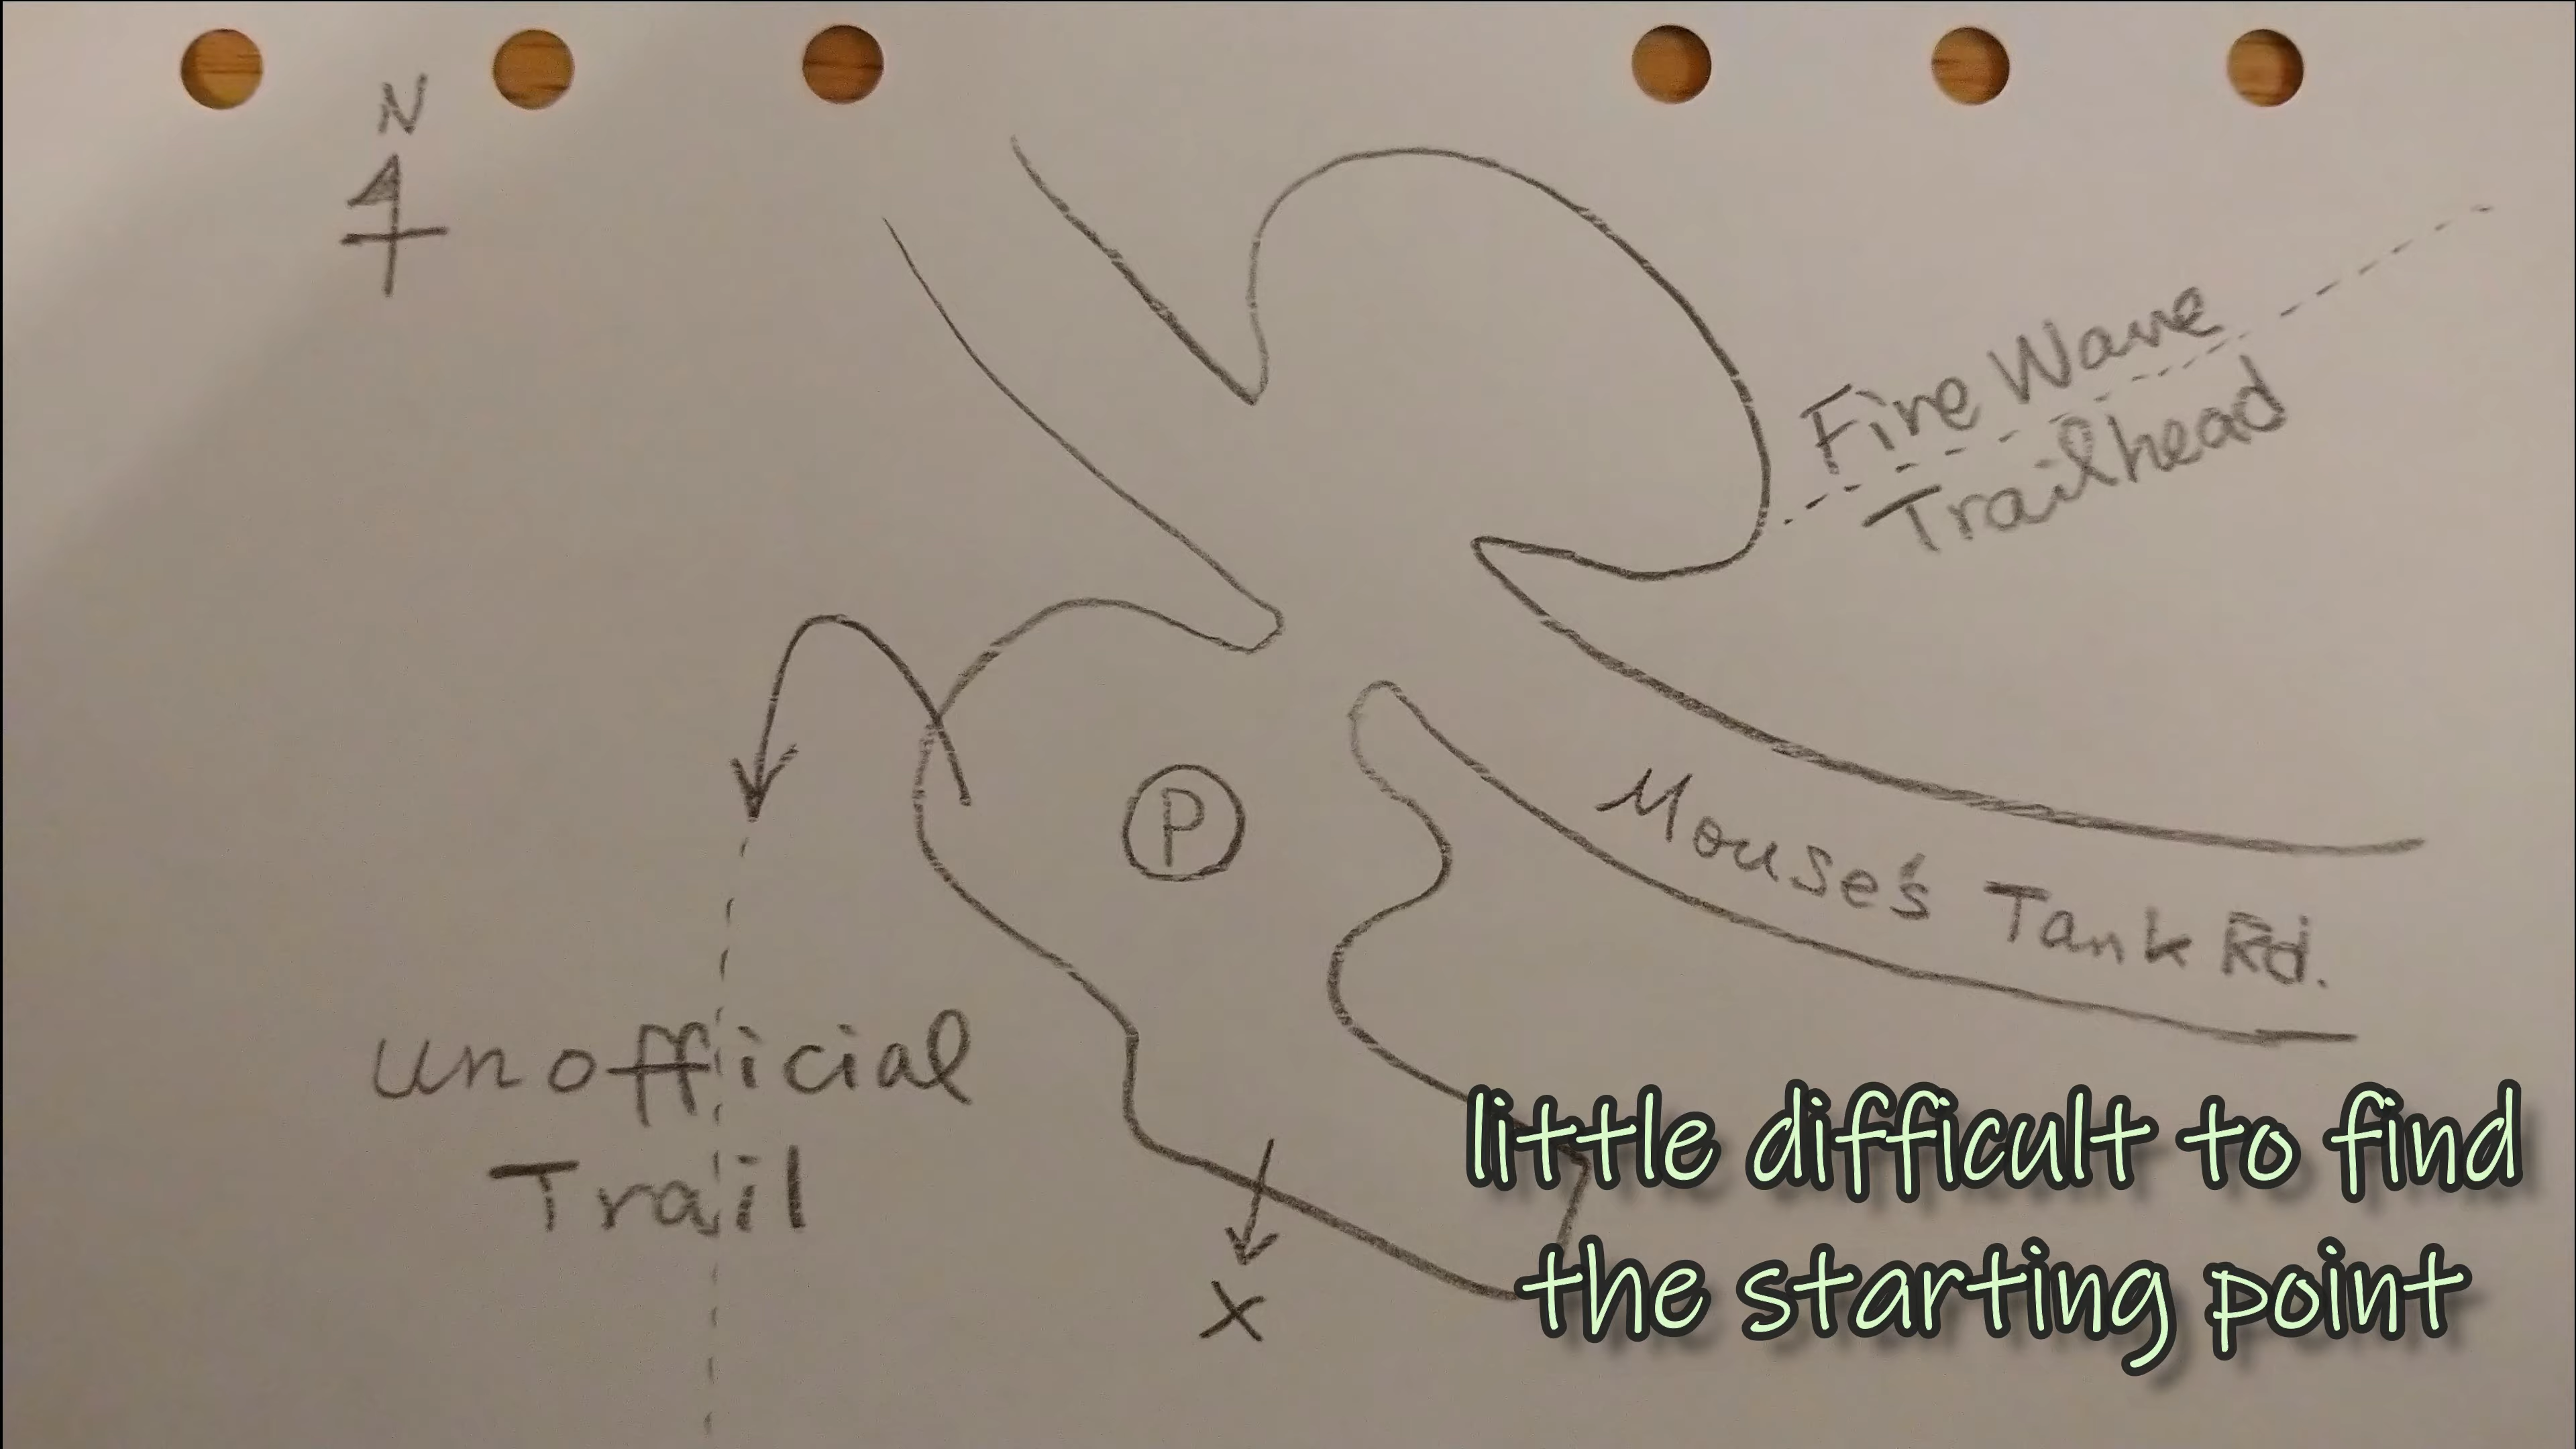 N
Fire Wave
Trailhead
P
Mouse's Tank Rd.
unofficial
Trail
X
little difficult to find
the starting point